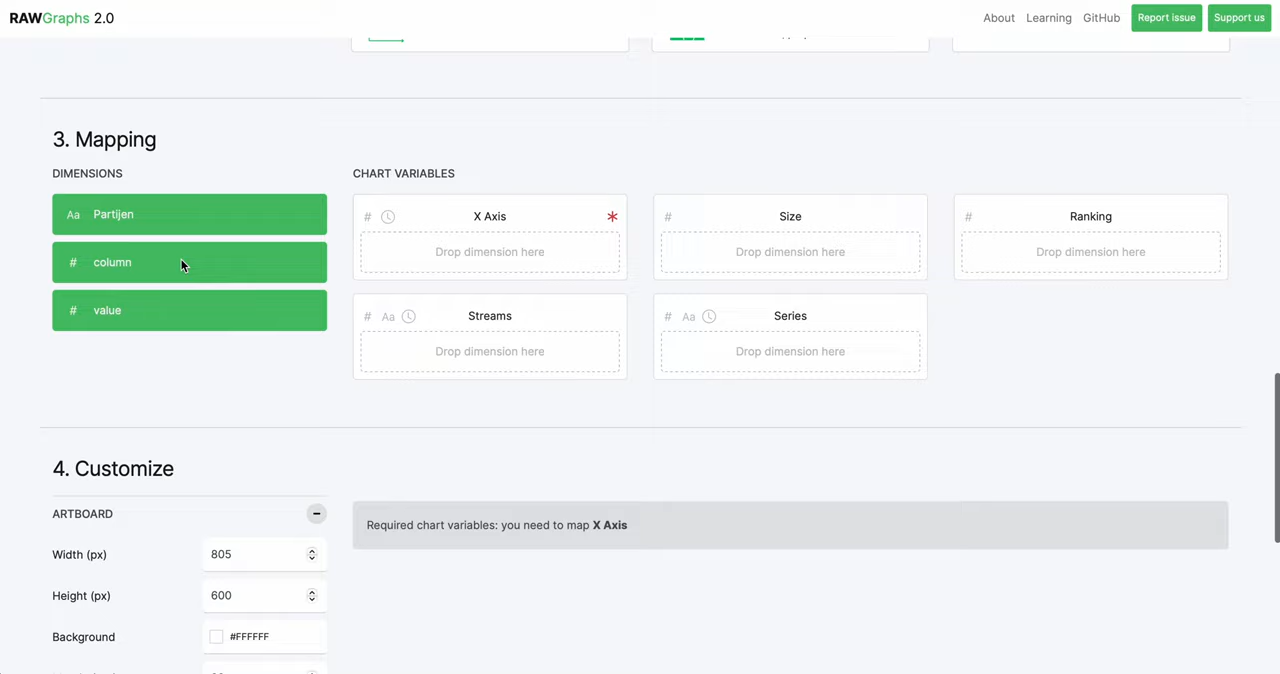 RAWGraphs 2.0
About Learning GitHub Report issue Support us
3. Mapping
DIMENSIONS
CHART VARIABLES
Aa Partijen
# column
# value
# X Axis *
Drop dimension here
# Size
Drop dimension here
# Ranking
Drop dimension here
# Aa Streams
Drop dimension here
# Aa Series
Drop dimension here
4. Customize
ARTBOARD
Required chart variables: you need to map X Axis
Width (px) 805
Height (px) 600
Background #FFFFFF